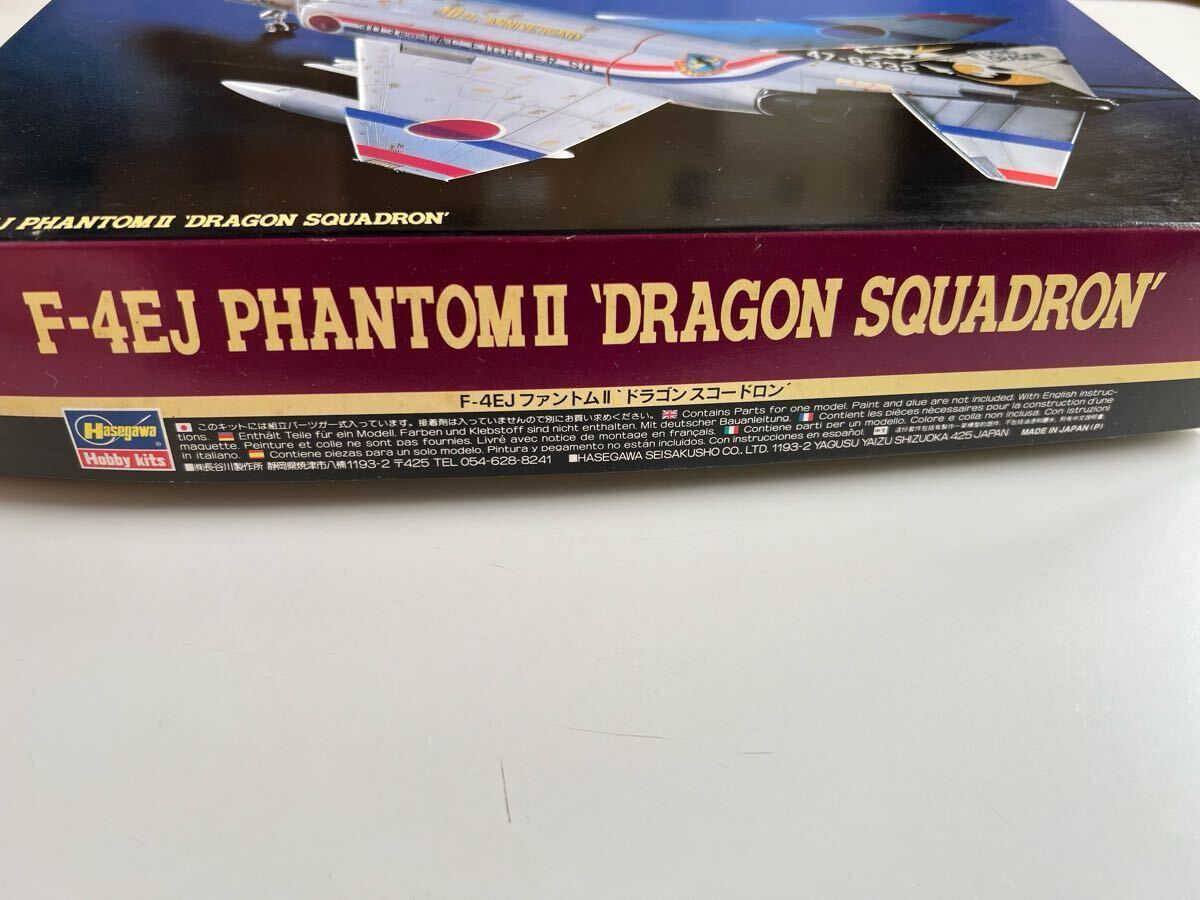 ANNIVERSARY
303RD TAC FIGHTER SQ
47-8332
J PHANTOM II 'DRAGON SQUADRON'
F-4EJ PHANTOM II 'DRAGON SQUADRON'
F-4EJ ファントムII 'ドラゴン スコードロン'
Hasegawa
Hobby kits
このキットには組立パーツが一式入っています。接着剤は入っていませんので別にお買い求めください。 Contains Parts for one model. Paint and glue are not included. With English instruc-
tions. Enthält Teile für ein Modell. Farben und Klebstoff sind nicht enthalten. Mit deutscher Bauanleitung. Contient les pièces nécessaires pour la construction d'une
maquette. Peinture et colle ne sont pas fournies. Livré avec notice de montage en français. Contiene parti per un modello. Colore e colla non inclusa. Con istruzioni
in italiano. Contiene piezas para un solo modelo. Pintura y pegamento no están incluidos. Con instrucciones en español.
■㈱長谷川製作所 静岡県焼津市八楠1193-2 〒425 TEL 054-628-8241 ■HASEGAWA SEISAKUSHO CO., LTD. 1193-2 YAGUSU YAIZU SHIZUOKA 425 JAPAN MADE IN JAPAN (P)